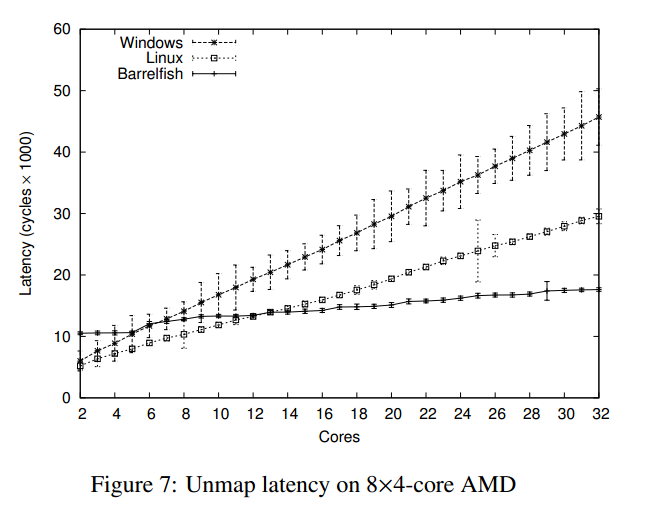 60
50
40
30
20
10
0
Latency (cycles × 1000)
Windows
Linux
Barrelfish
2 4 6 8 10 12 14 16 18 20 22 24 26 28 30 32
Cores
Figure 7: Unmap latency on 8×4-core AMD